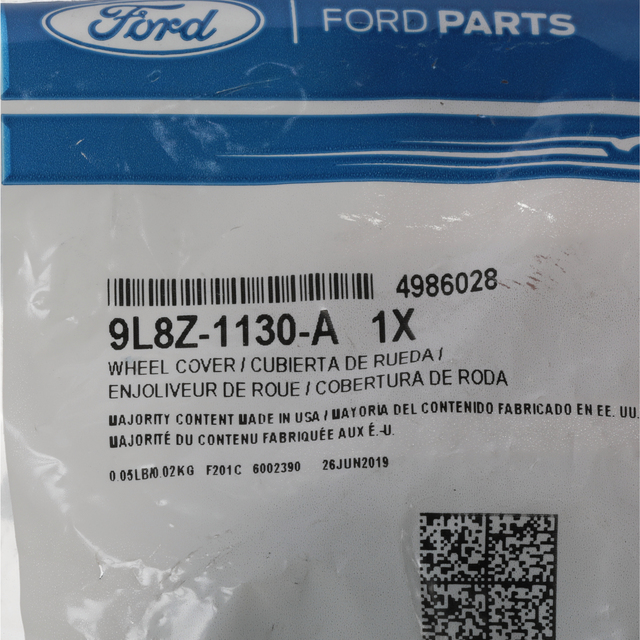 Ford | FORD PARTS
4986028
9L8Z-1130-A 1X
WHEEL COVER / CUBIERTA DE RUEDA /
ENJOLIVEUR DE ROUE / COBERTURA DE RODA
MAJORITY CONTENT MADE IN USA / MAYORIA DEL CONTENIDO FABRICADO EN EE. UU.
MAJORITÉ DU CONTENU FABRIQUÉE AUX É.-U.
0.05LB/0.02KG F201C 6002390 26JUN2019